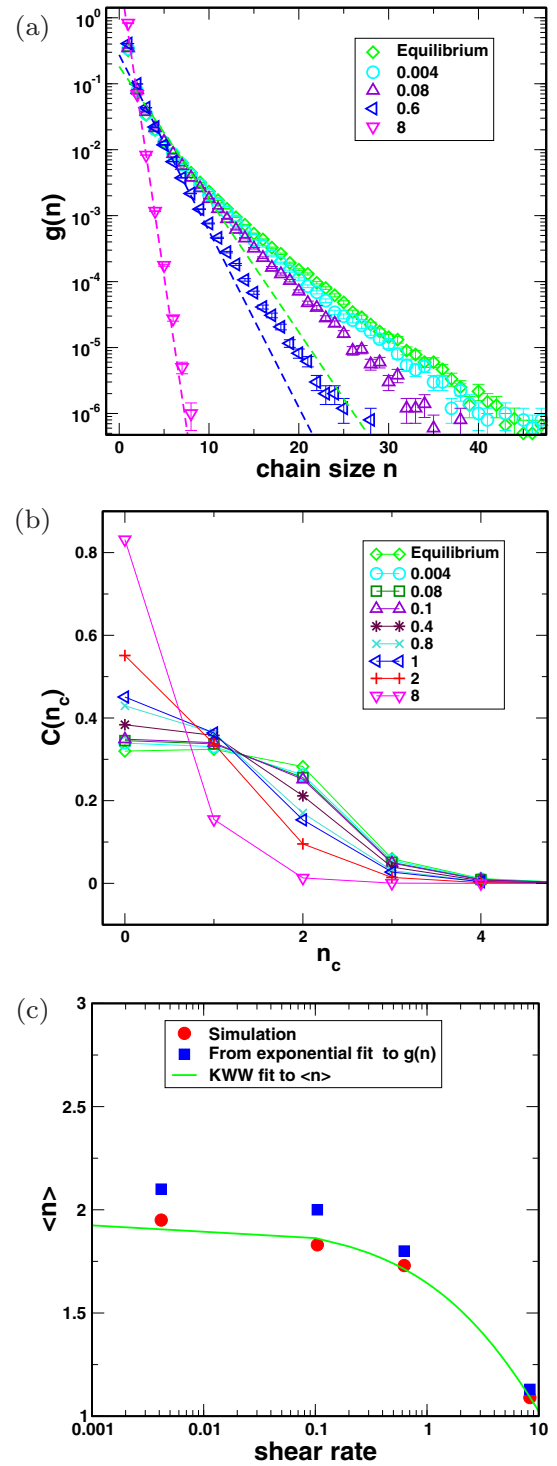 (a)
10^0
10^-1
10^-2
10^-3
10^-4
10^-5
10^-6
g(n)
Equilibrium
0.004
0.08
0.6
8
0 10 20 30 40
chain size n
(b)
0.8
0.6
0.4
0.2
0
C(n_c)
Equilibrium
0.004
0.08
0.1
0.4
0.8
1
2
8
0 2 4
n_c
(c)
3
2.5
2
1.5
1
<n>
Simulation
From exponential fit to g(n)
KWW fit to <n>
0.001 0.01 0.1 1 10
shear rate